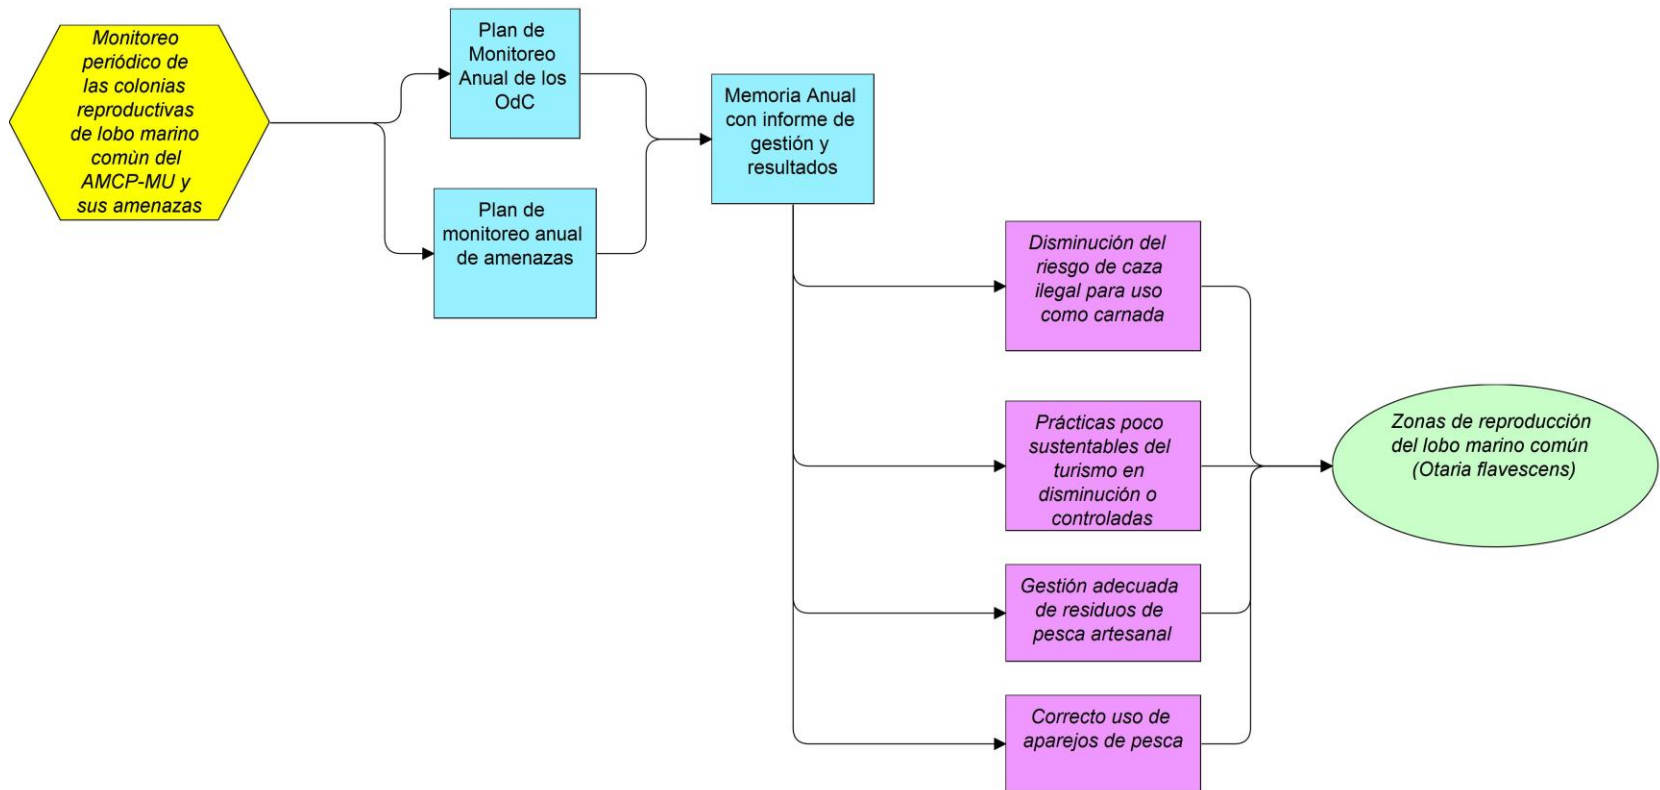 Monitoreo
periódico de
las colonias
reproductivas
de lobo marino
comùn del
AMCP-MU y
sus amenazas
Plan de
Monitoreo
Anual de los
OdC
Plan de
monitoreo anual
de amenazas
Memoria Anual
con informe de
gestión y
resultados
Disminución del
riesgo de caza
ilegal para uso
como carnada
Prácticas poco
sustentables del
turismo en
disminución o
controladas
Gestión adecuada
de residuos de
pesca artesanal
Correcto uso de
aparejos de pesca
Zonas de reproducción
del lobo marino común
(Otaria flavescens)